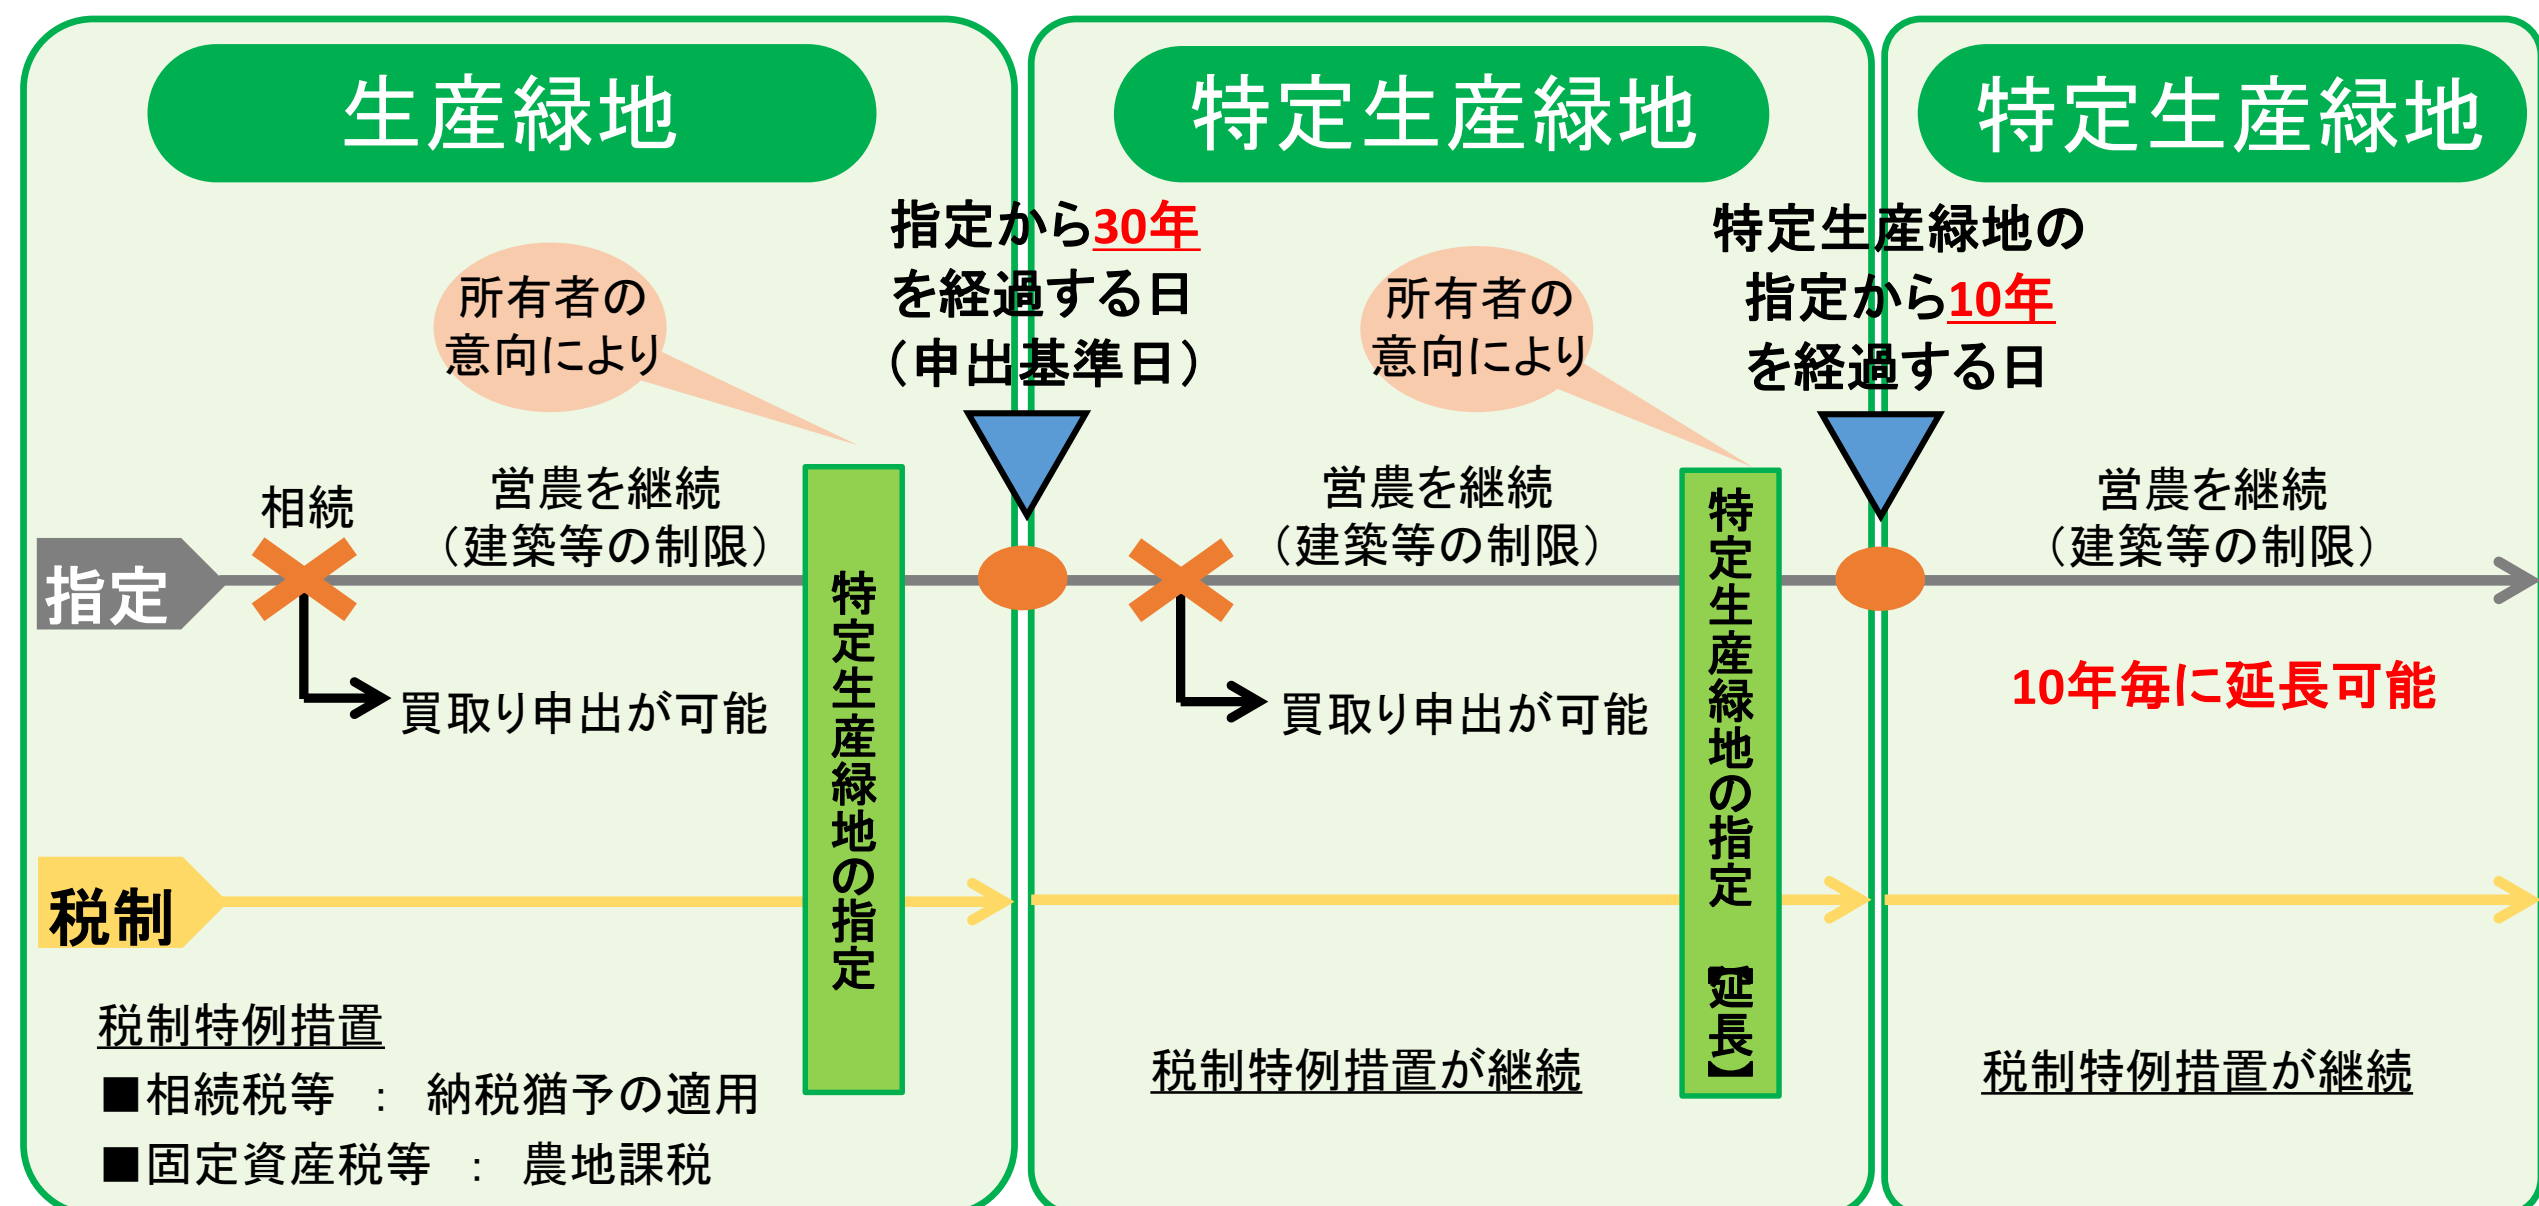 生産緑地
特定生産緑地
特定生産緑地
指定から30年
を経過する日
（申出基準日）
特定生産緑地の
指定から10年
を経過する日
所有者の
意向により
所有者の
意向により
相続
営農を継続
（建築等の制限）
営農を継続
（建築等の制限）
営農を継続
（建築等の制限）
指定
買取り申出が可能
買取り申出が可能
10年毎に延長可能
特定生産緑地の指定
特定生産緑地の指定　【延長】
税制
税制特例措置
■相続税等　：　納税猶予の適用
■固定資産税等　：　農地課税
税制特例措置が継続
税制特例措置が継続